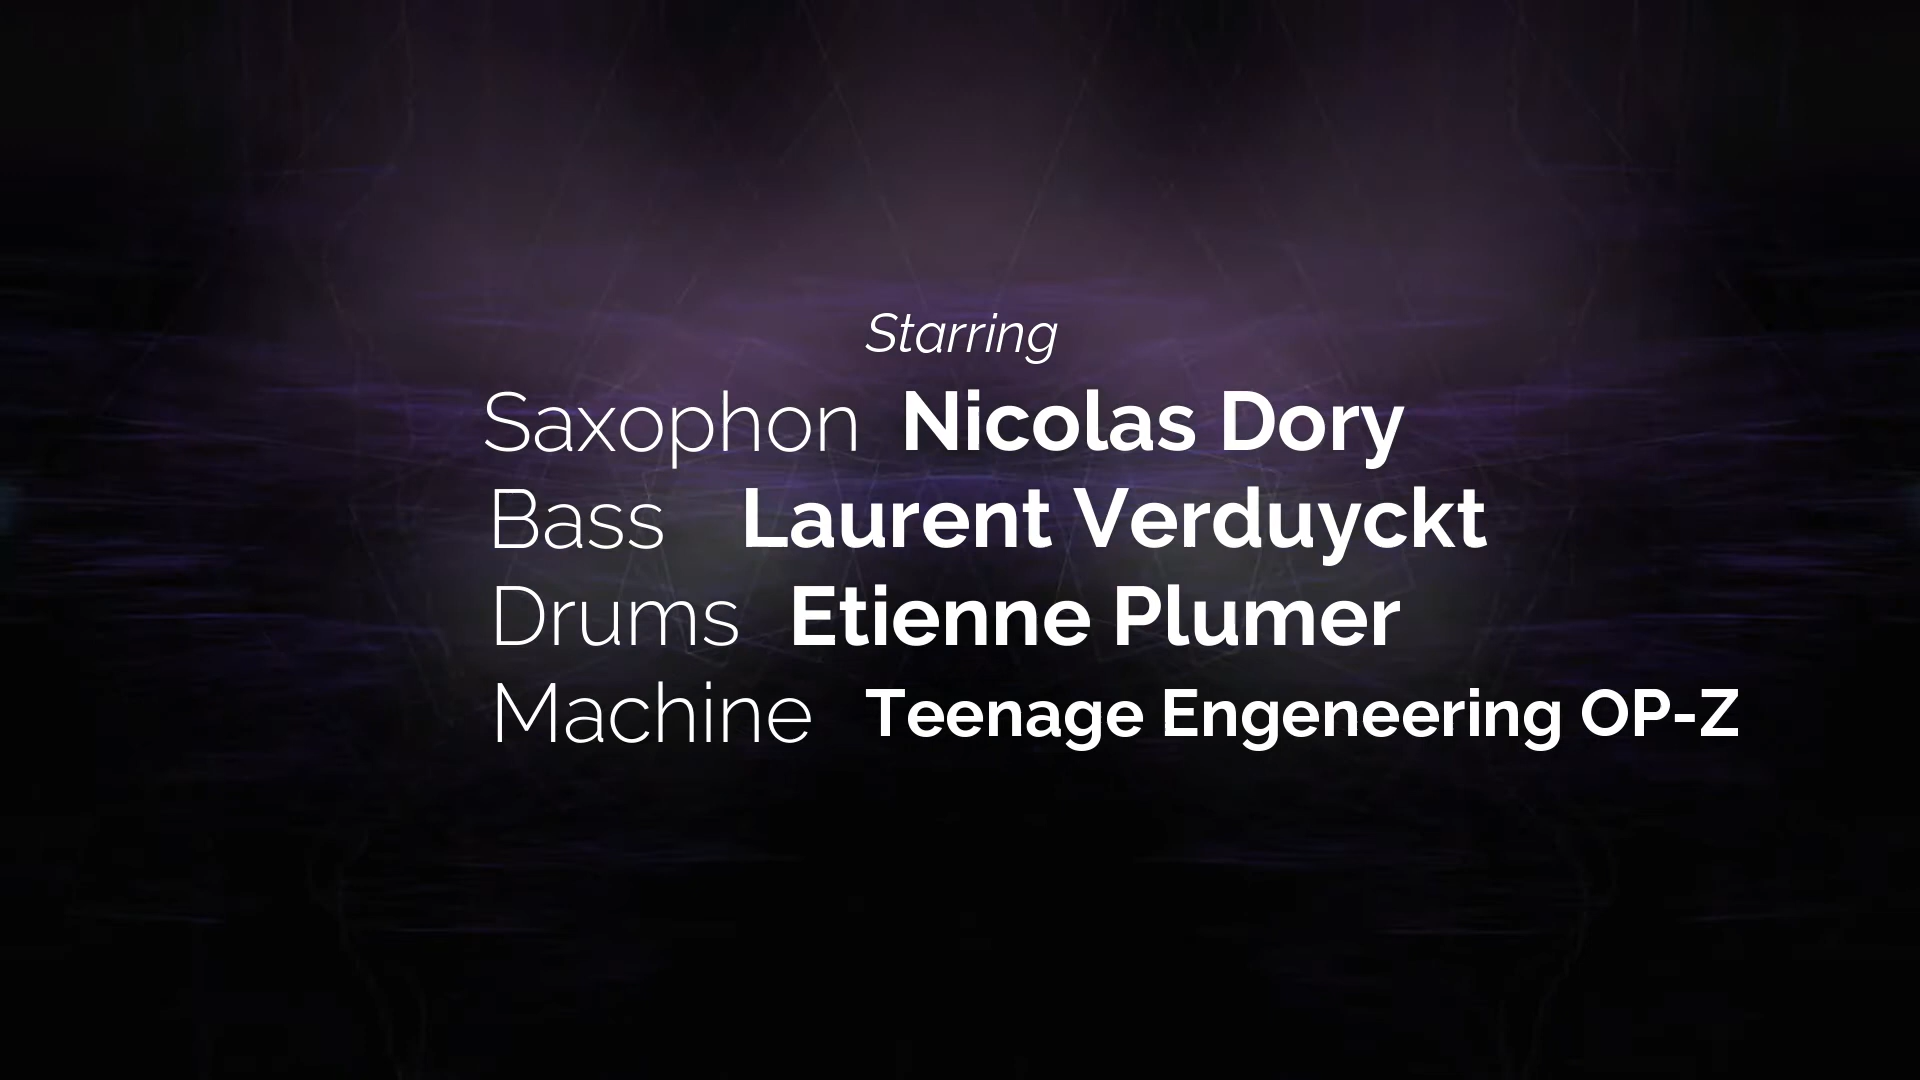 Starring
Saxophon Nicolas Dory
Bass Laurent Verduyckt
Drums Etienne Plumer
Machine Teenage Engeneering OP-Z